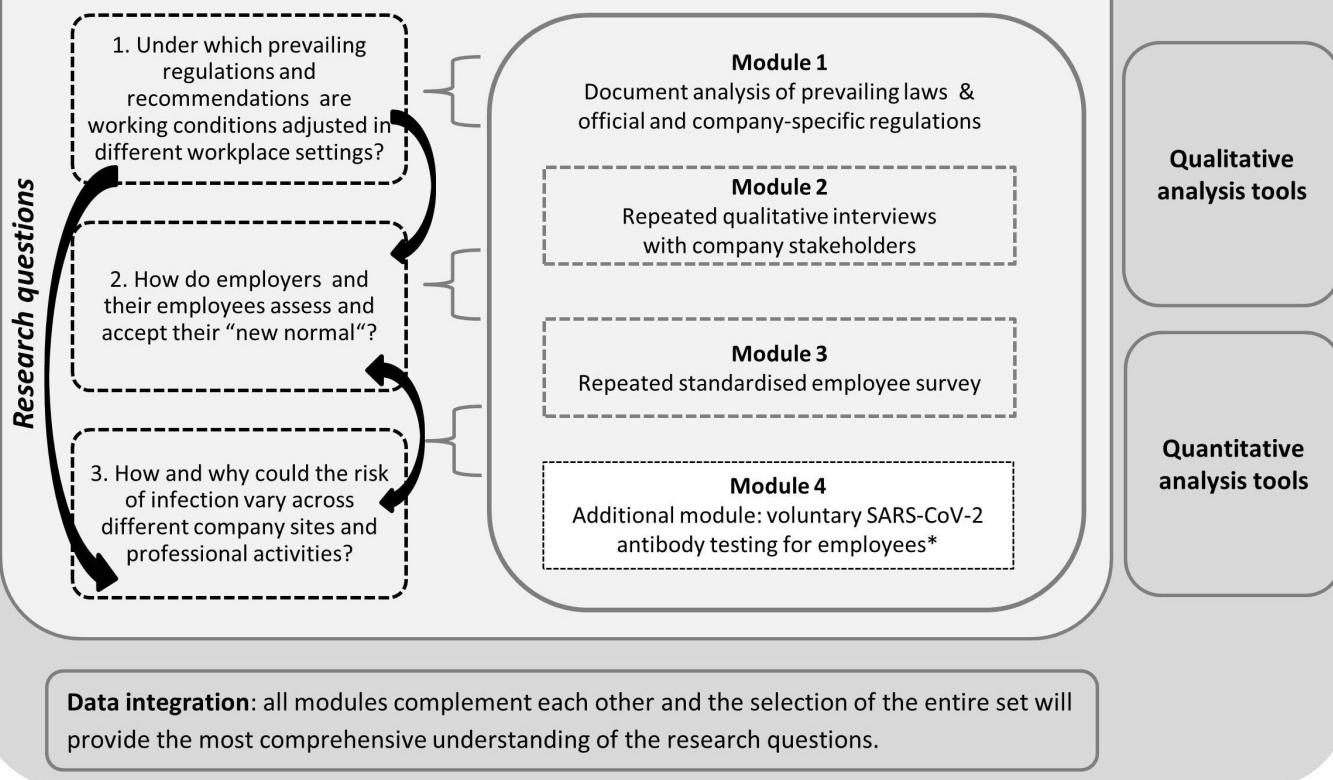 Research questions
1. Under which prevailing
regulations and
recommendations are
working conditions adjusted in
different workplace settings?
2. How do employers and
their employees assess and
accept their “new normal“?
3. How and why could the risk
of infection vary across
different company sites and
professional activities?
Module 1
Document analysis of prevailing laws &
official and company-specific regulations
Module 2
Repeated qualitative interviews
with company stakeholders
Module 3
Repeated standardised employee survey
Module 4
Additional module: voluntary SARS-CoV-2
antibody testing for employees*
Qualitative
analysis tools
Quantitative
analysis tools
Data integration: all modules complement each other and the selection of the entire set will
provide the most comprehensive understanding of the research questions.